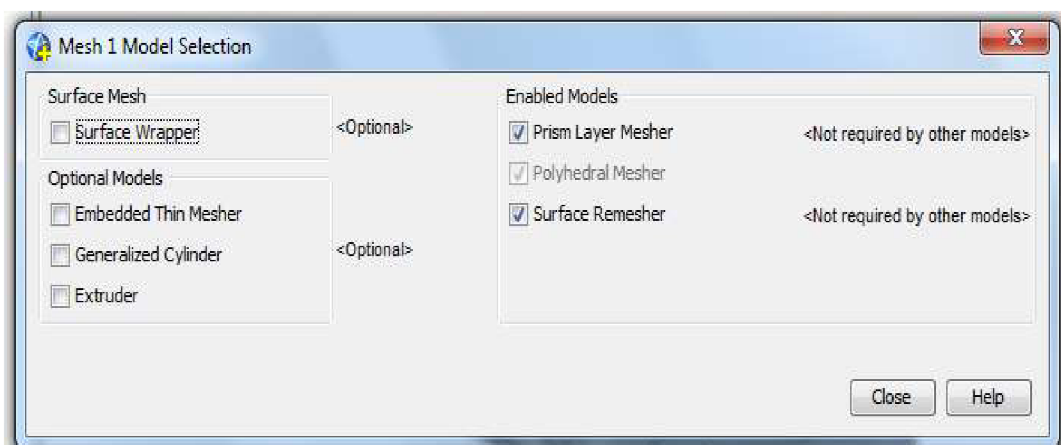 Mesh 1 Model Selection
X
Surface Mesh
Surface Wrapper
<Optional>
Optional Models
Embedded Thin Mesher
Generalized Cylinder
<Optional>
Extruder
Enabled Models
Prism Layer Mesher
<Not required by other models>
Polyhedral Mesher
Surface Remesher
<Not required by other models>
Close
Help